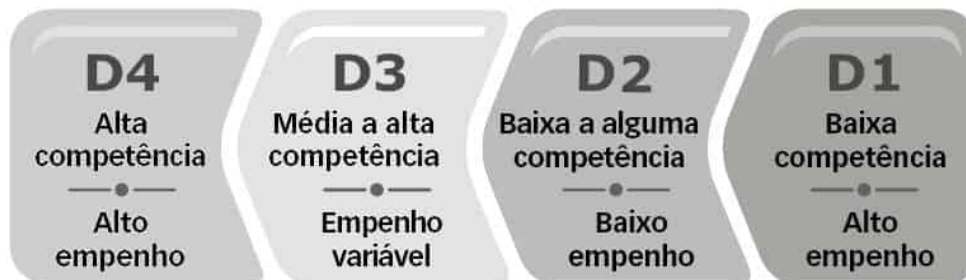 D4
Alta
competência
Alto
empenho
D3
Média a alta
competência
Empenho
variável
D2
Baixa a alguma
competência
Baixo
empenho
D1
Baixa
competência
Alto
empenho